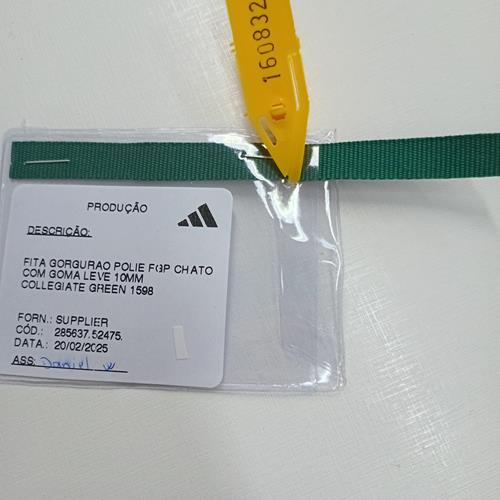 160832
PRODUÇÃO
DESCRIÇÃO:
FITA GORGURAO POLIE FGP CHATO
COM GOMA LEVE 10MM
COLLEGIATE GREEN 1598
FORN.: SUPPLIER
CÓD.: 285637.52475.
DATA.: 20/02/2025
ASS: Daniel W